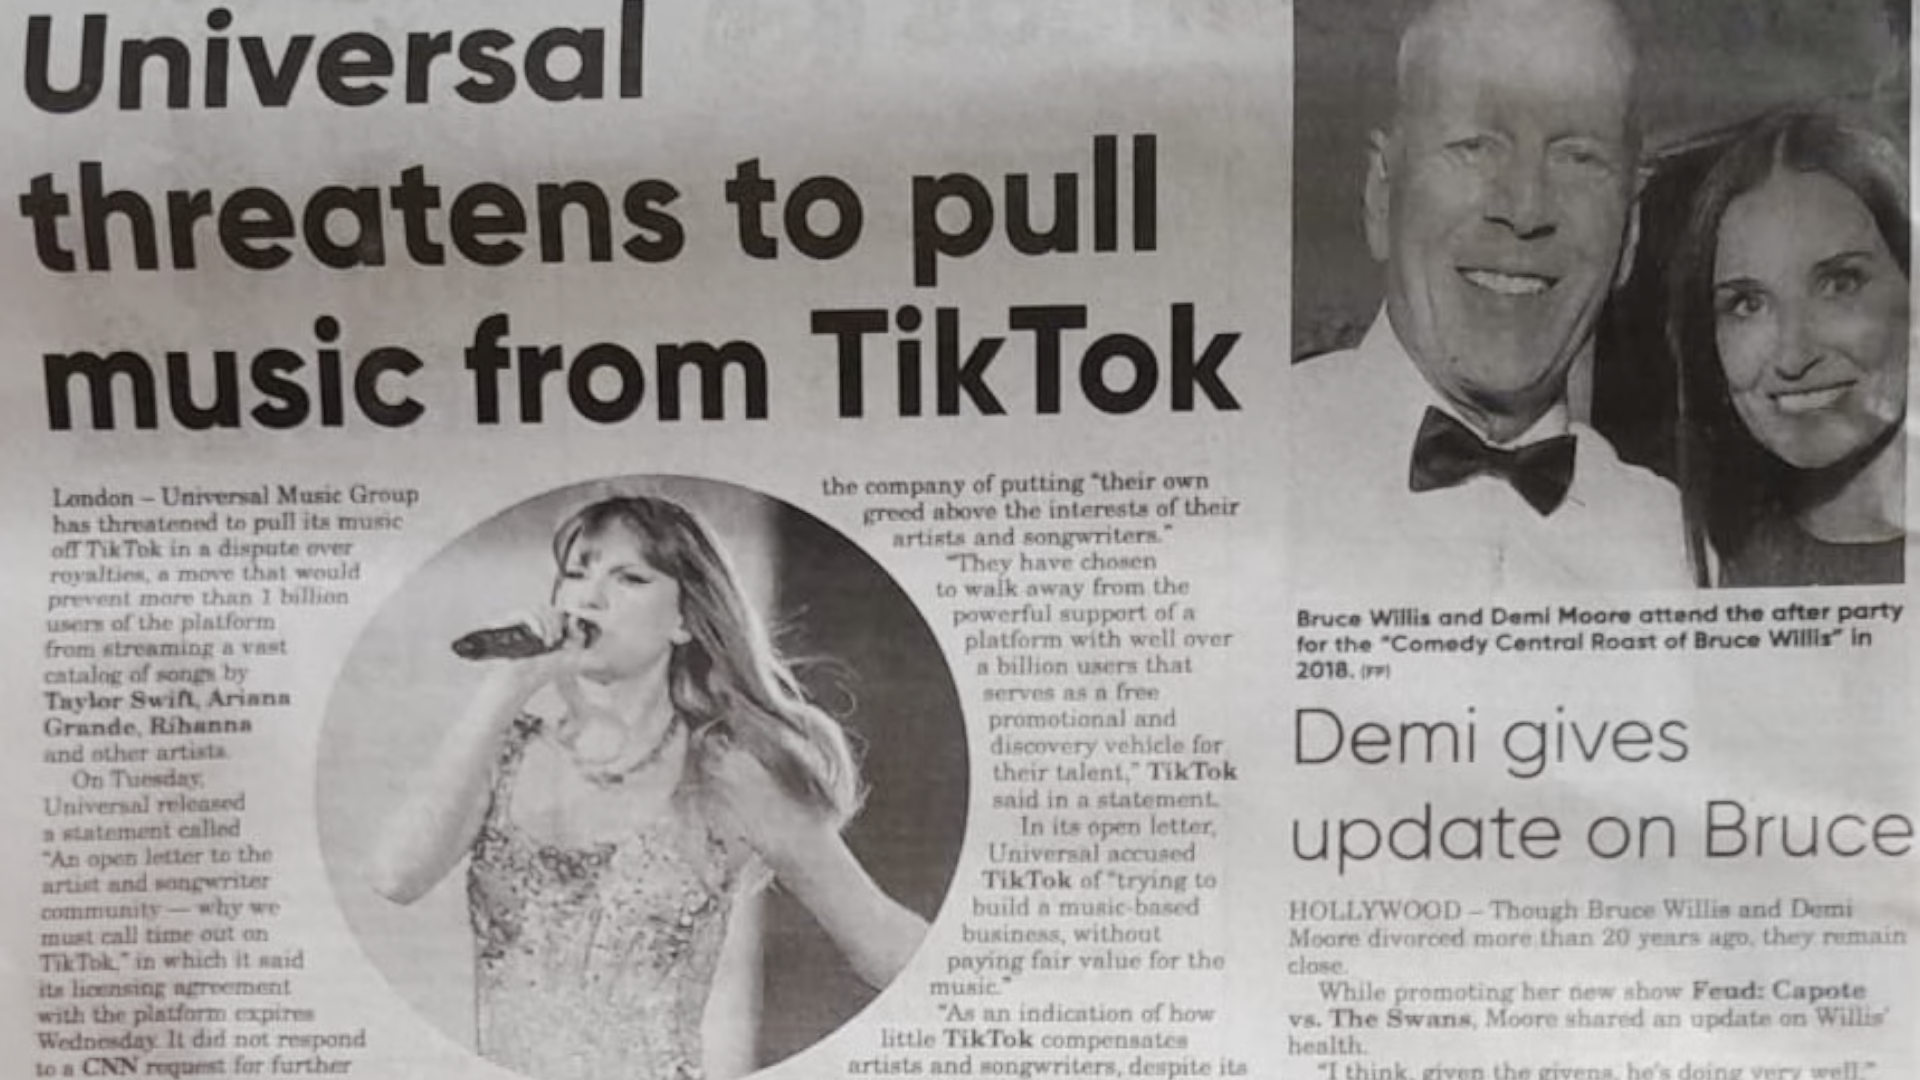 Universal
threatens to pull
music from TikTok
London – Universal Music Group
has threatened to pull its music
off TikTok in a dispute over
royalties, a move that would
prevent more than 1 billion
users of the platform
from streaming a vast
catalog of songs by
Taylor Swift, Ariana
Grande, Rihanna
and other artists.
On Tuesday,
Universal released
a statement called
"An open letter to the
artist and songwriter
community — why we
must call time out on
TikTok," in which it said
its licensing agreement
with the platform expires
Wednesday. It did not respond
to a CNN request for further
the company of putting "their own
greed above the interests of their
artists and songwriters."
"They have chosen
to walk away from the
powerful support of a
platform with well over
a billion users that
serves as a free
promotional and
discovery vehicle for
their talent," TikTok
said in a statement.
In its open letter,
Universal accused
TikTok of "trying to
build a music-based
business, without
paying fair value for the
music."
"As an indication of how
little TikTok compensates
artists and songwriters, despite its
Bruce Willis and Demi Moore attend the after party
for the "Comedy Central Roast of Bruce Willis" in
2018. (FP)
Demi gives
update on Bruce
HOLLYWOOD – Though Bruce Willis and Demi
Moore divorced more than 20 years ago, they remain
close.
While promoting her new show Feud: Capote
vs. The Swans, Moore shared an update on Willis'
health.
"I think, given the givens, he's doing very well,"